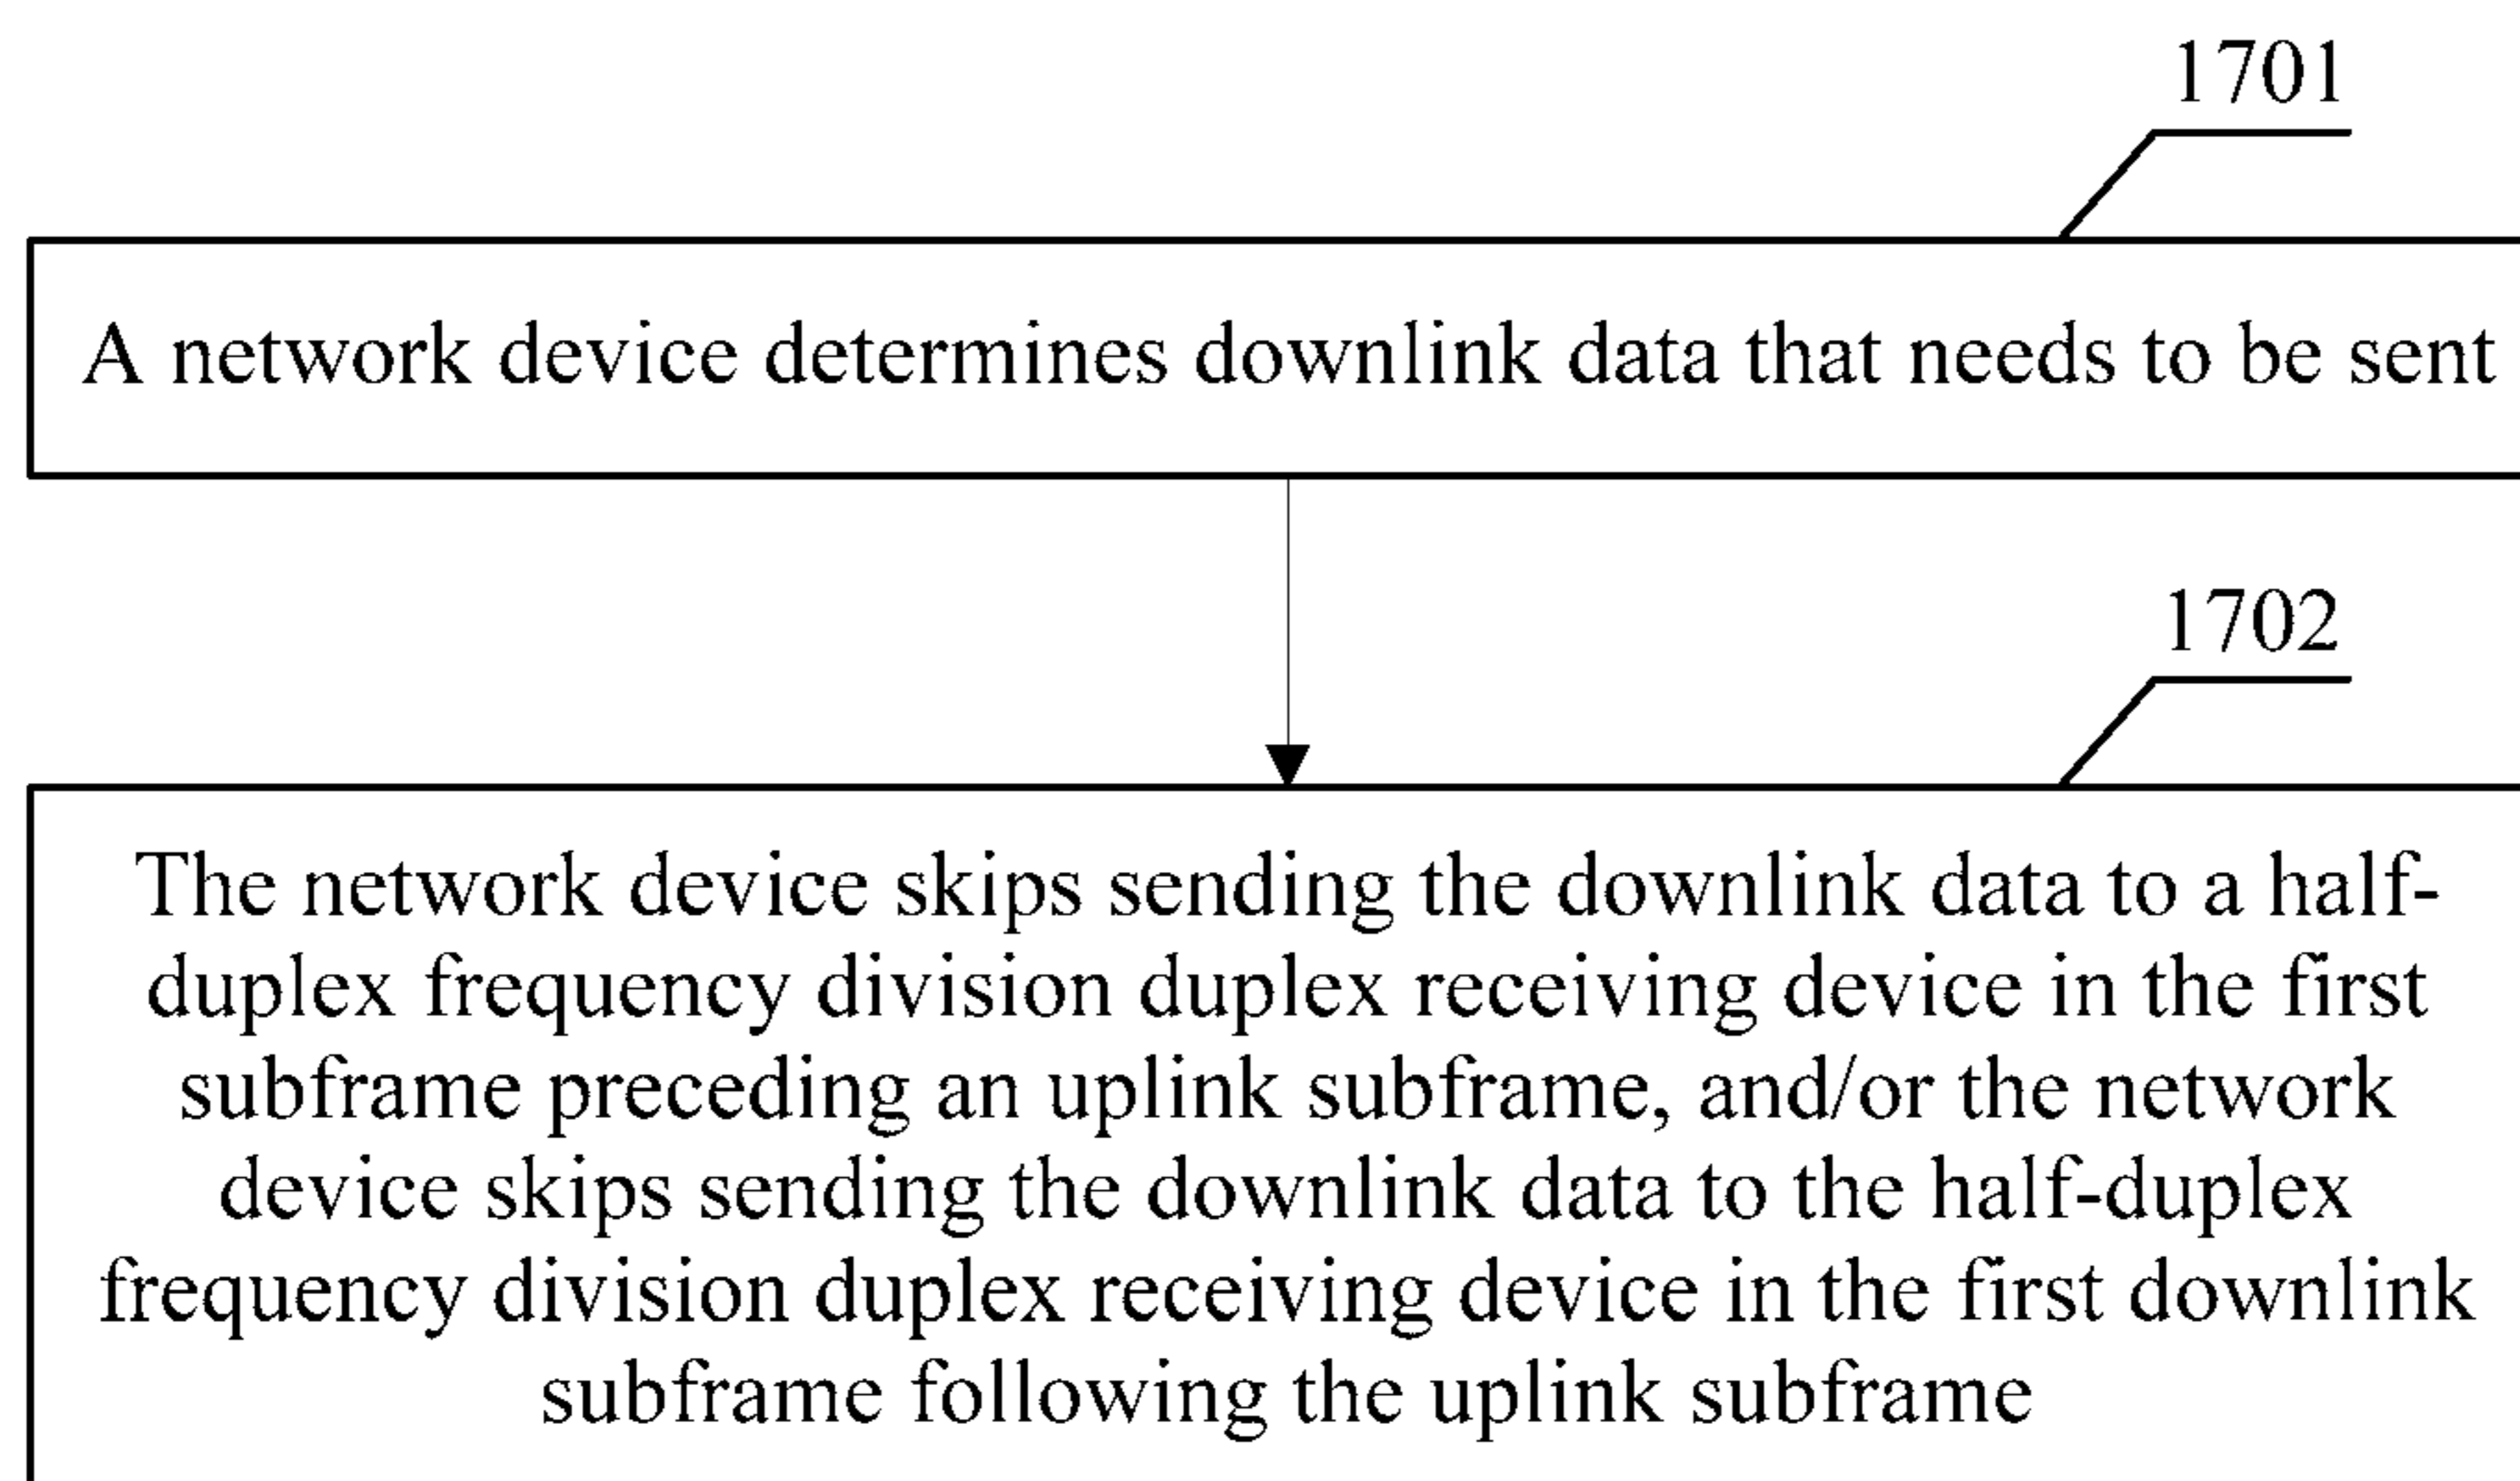 1701
A network device determines downlink data that needs to be sent
1702
The network device skips sending the downlink data to a half-
duplex frequency division duplex receiving device in the first
subframe preceding an uplink subframe, and/or the network
device skips sending the downlink data to the half-duplex
frequency division duplex receiving device in the first downlink
subframe following the uplink subframe